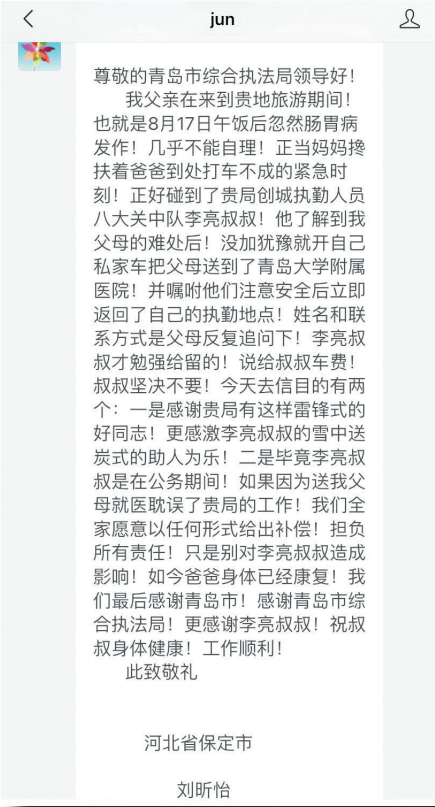 jun
尊敬的青岛市综合执法局领导好！
我父亲在来到贵地旅游期间！
也就是8月17日午饭后忽然肠胃病
发作！几乎不能自理！正当妈妈搀
扶着爸爸到处打车不成的紧急时
刻！正好碰到了贵局创城执勤人员
八大关中队李亮叔叔！他了解到我
父母的难处后！没加犹豫就开自己
私家车把父母送到了青岛大学附属
医院！并嘱咐他们注意安全后立即
返回了自己的执勤地点！姓名和联
系方式是父母反复追问下！李亮叔
叔才勉强给留的！说给叔叔车费！
叔叔坚决不要！今天去信目的有两
个：一是感谢贵局有这样雷锋式的
好同志！更感激李亮叔叔的雪中送
炭式的助人为乐！二是毕竟李亮叔
叔是在公务期间！如果因为送我父
母就医耽误了贵局的工作！我们全
家愿意以任何形式给出补偿！担负
所有责任！只是别对李亮叔叔造成
影响！如今爸爸身体已经康复！我
们最后感谢青岛市！感谢青岛市综
合执法局！更感谢李亮叔叔！祝叔
叔身体健康！工作顺利！
此致敬礼
河北省保定市
刘昕怡